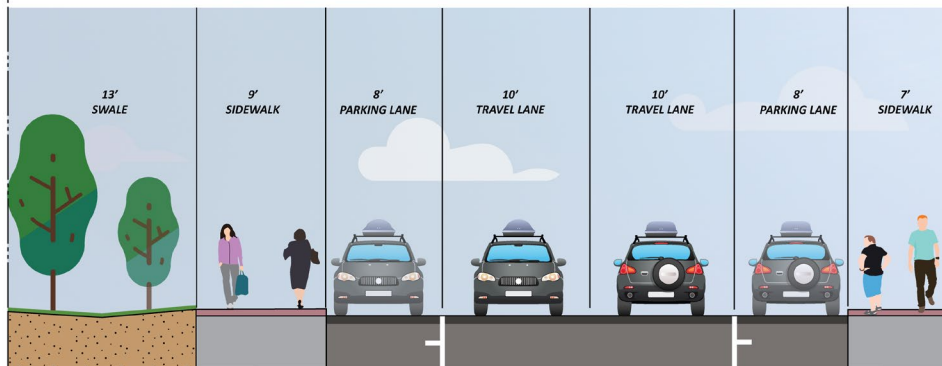 13’
SWALE
9’
SIDEWALK
8’
PARKING LANE
10’
TRAVEL LANE
10’
TRAVEL LANE
8’
PARKING LANE
7’
SIDEWALK